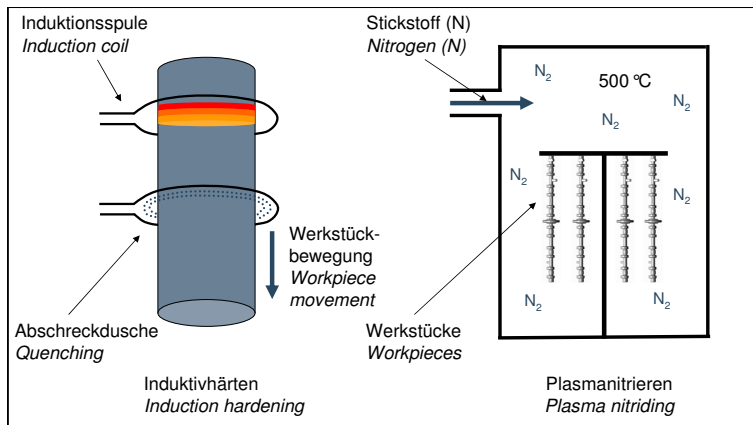 Induktionsspule
Induction coil
Abschreckdusche
Quenching
Werkstück-
bewegung
Workpiece
movement
Induktivhärten
Induction hardening
Stickstoff (N)
Nitrogen (N)
500 °C
N₂
N₂
N₂
N₂
N₂
N₂
N₂
Werkstücke
Workpieces
Plasmanitrieren
Plasma nitriding